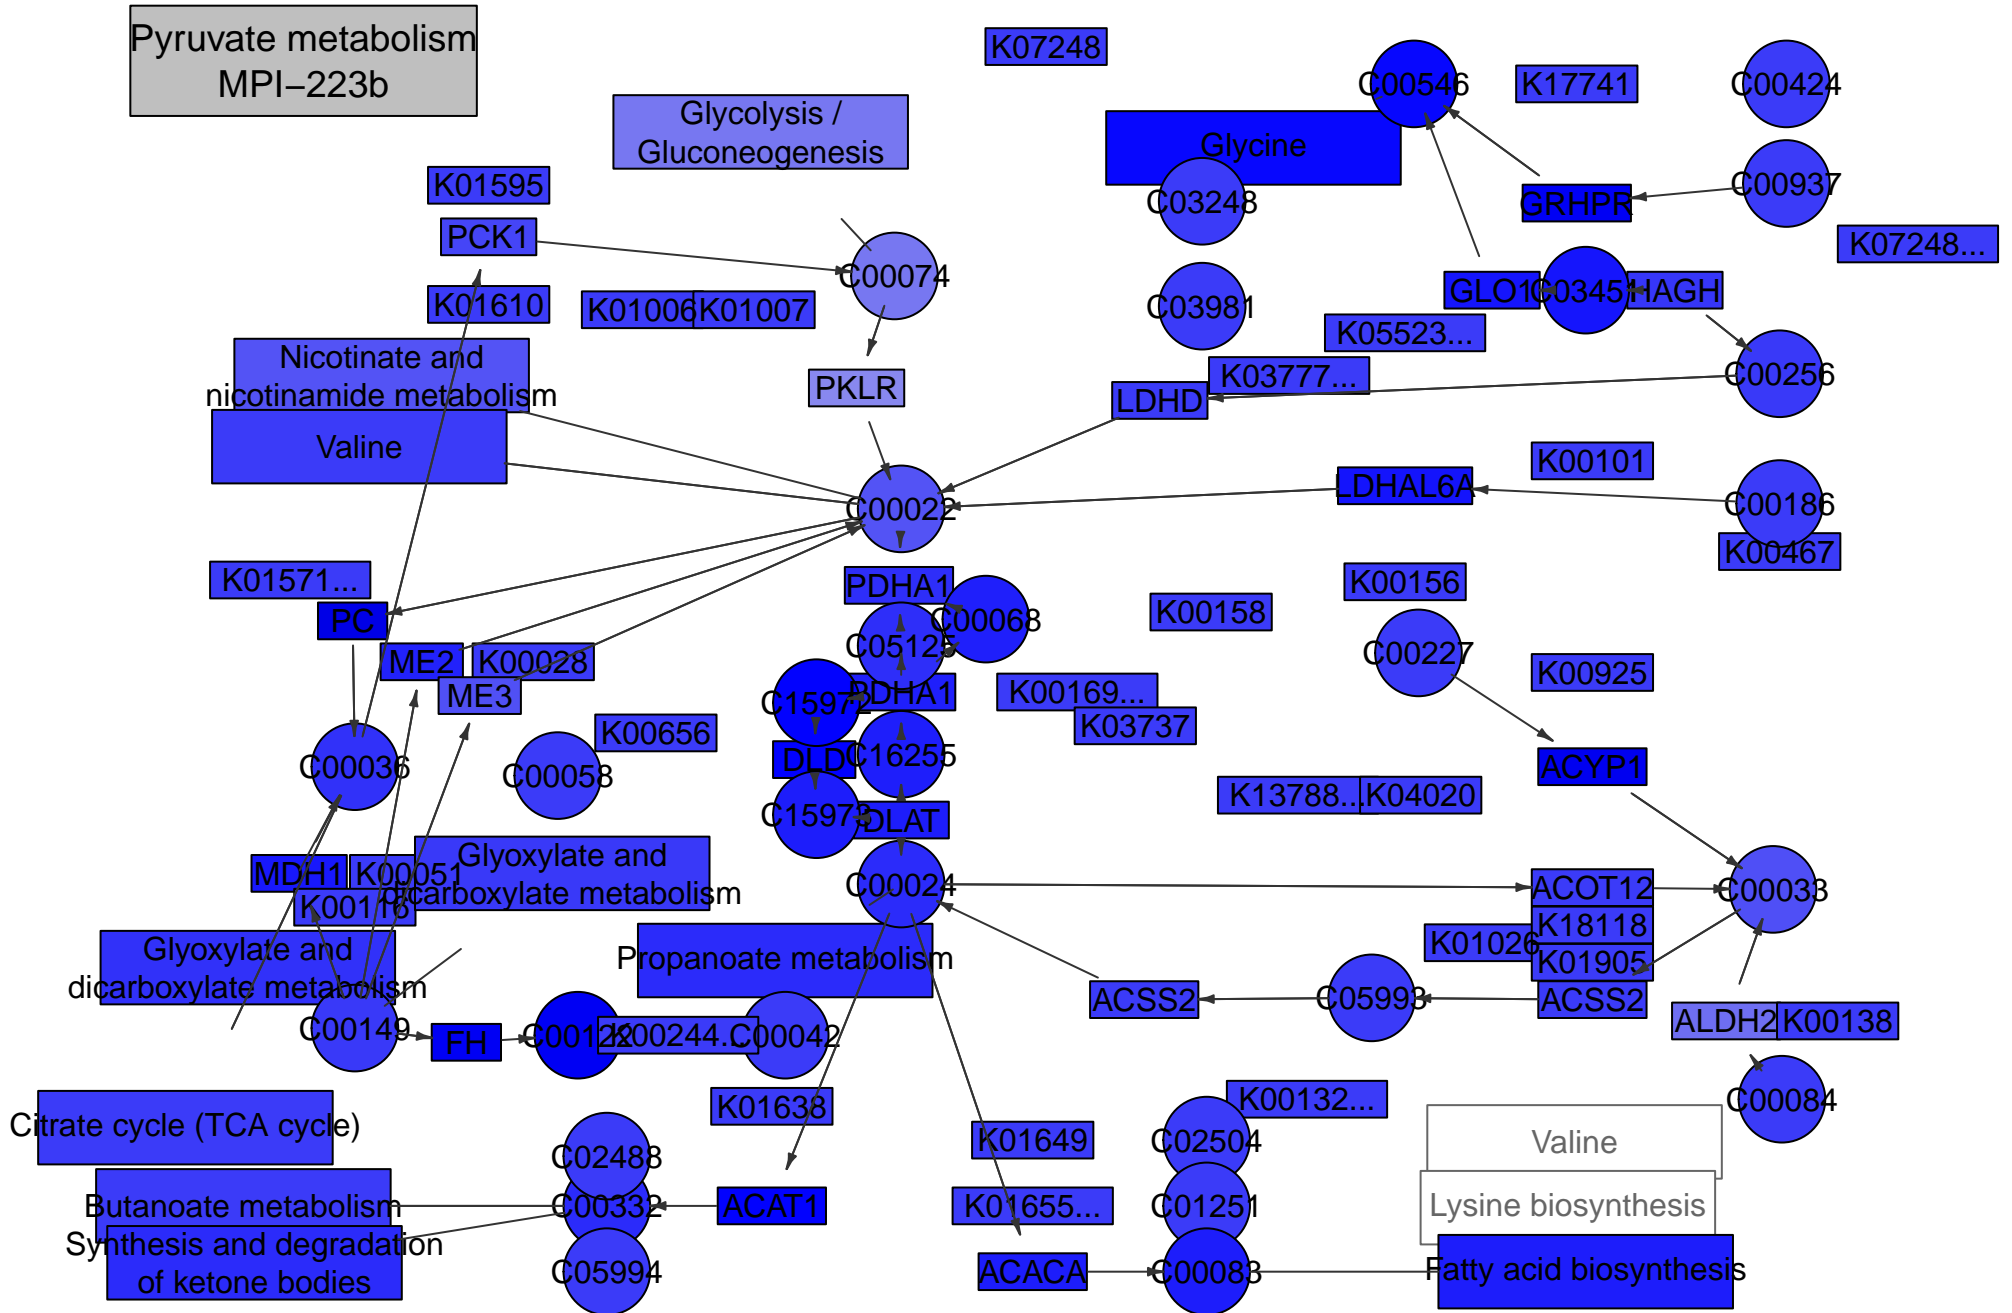 Pyruvate metabolism
MPI−223b
K07248
C00546
K17741
C00424
Glycolysis /
Gluconeogenesis
Glycine
K01595
C03248
GRHPR
C00937
PCK1
K07248...
C00074
GLO1
C03451
HAGH
K01610
K01006
K01007
C03981
K05523...
Nicotinate and
nicotinamide metabolism
PKLR
K03777...
C00256
LDHD
Valine
K00101
LDHAL6A
C00186
C00022
K00467
K01571...
PDHA1
K00156
PC
C00068
K00158
C05125
C00227
ME2
K00028
K00925
ME3
C15972
PDHA1
K00169...
K03737
K00656
C00036
C00058
DLD
C16255
ACYP1
K13788...
K04020
C15973
DLAT
MDH1
K00051
Glyoxylate and
dicarboxylate metabolism
C00024
ACOT12
C00033
K00116
K18118
K01026
Glyoxylate and
dicarboxylate metabolism
Propanoate metabolism
K01905
C05993
ACSS2
ACSS2
C00149
FH
C00122
K00244...
C00042
ALDH2
K00138
K01638
K00132...
C00084
Citrate cycle (TCA cycle)
C02488
K01649
C02504
Valine
Butanoate metabolism
C00332
ACAT1
K01655...
C01251
Lysine biosynthesis
Synthesis and degradation
of ketone bodies
C05994
ACACA
C00083
Fatty acid biosynthesis